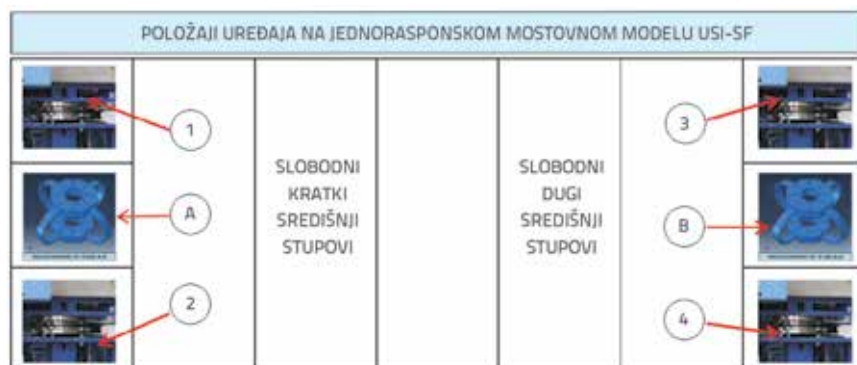 POLOŽAJI UREĐAJA NA JEDNORASPONSKOM MOSTOVNOM MODELU USI-SF
1
A
2
SLOBODNI
KRATKI
SREDIŠNJI
STUPOVI
SLOBODNI
DUGI
SREDIŠNJI
STUPOVI
3
B
4